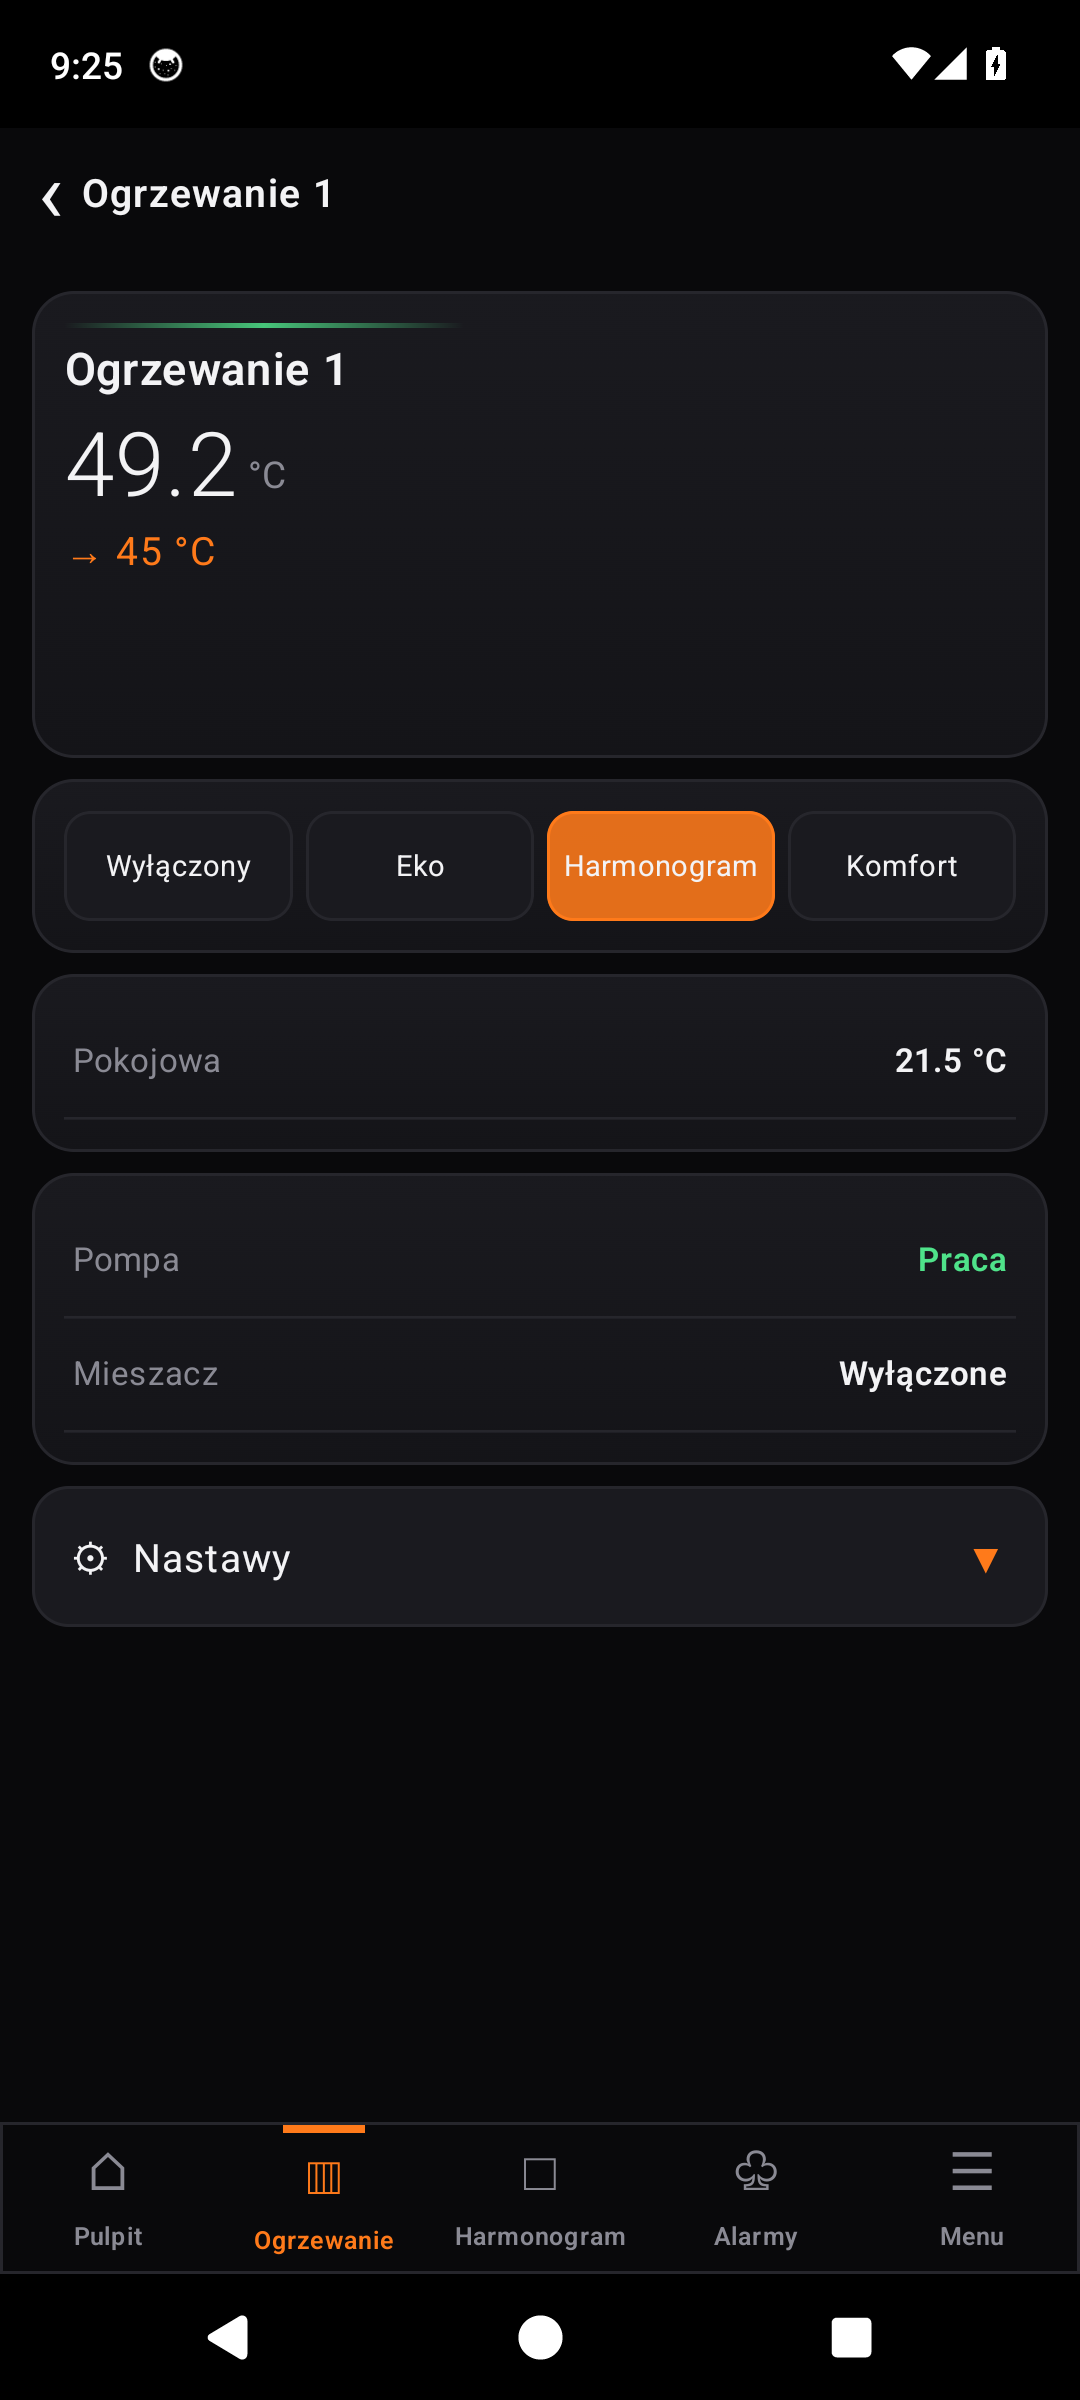 9:25
‹ Ogrzewanie 1
Ogrzewanie 1
49.2 °C
→ 45 °C
Wyłączony Eko Harmonogram Komfort
Pokojowa 21.5 °C
Pompa Praca
Mieszacz Wyłączone
Nastawy ▼
Pulpit Ogrzewanie Harmonogram Alarmy Menu